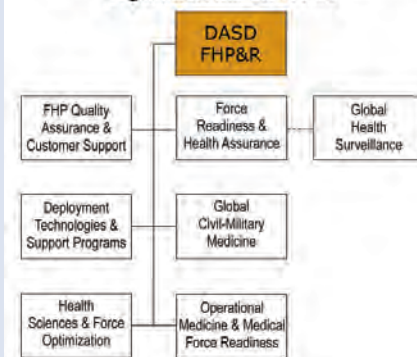 DASD
FHP&R
FHP Quality
Assurance &
Customer Support
Force
Readiness &
Health Assurance
Global
Health
Surveillance
Deployment
Technologies &
Support Programs
Global
Civil-Military
Medicine
Health
Sciences & Force
Optimization
Operational
Medicine & Medical
Force Readiness